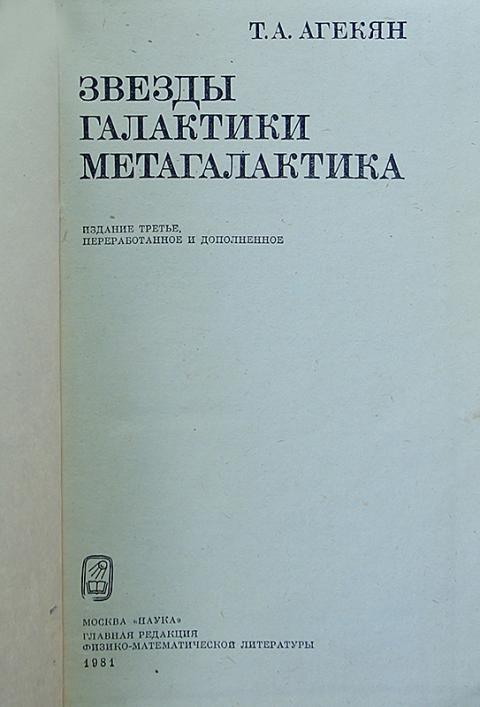 Т. А. АГЕКЯН
ЗВЕЗДЫ
ГАЛАКТИКИ
МЕТАГАЛАКТИКА
ИЗДАНИЕ ТРЕТЬЕ,
ПЕРЕРАБОТАННОЕ И ДОПОЛНЕННОЕ
МОСКВА «НАУКА»
ГЛАВНАЯ РЕДАКЦИЯ
ФИЗИКО-МАТЕМАТИЧЕСКОЙ ЛИТЕРАТУРЫ
1981